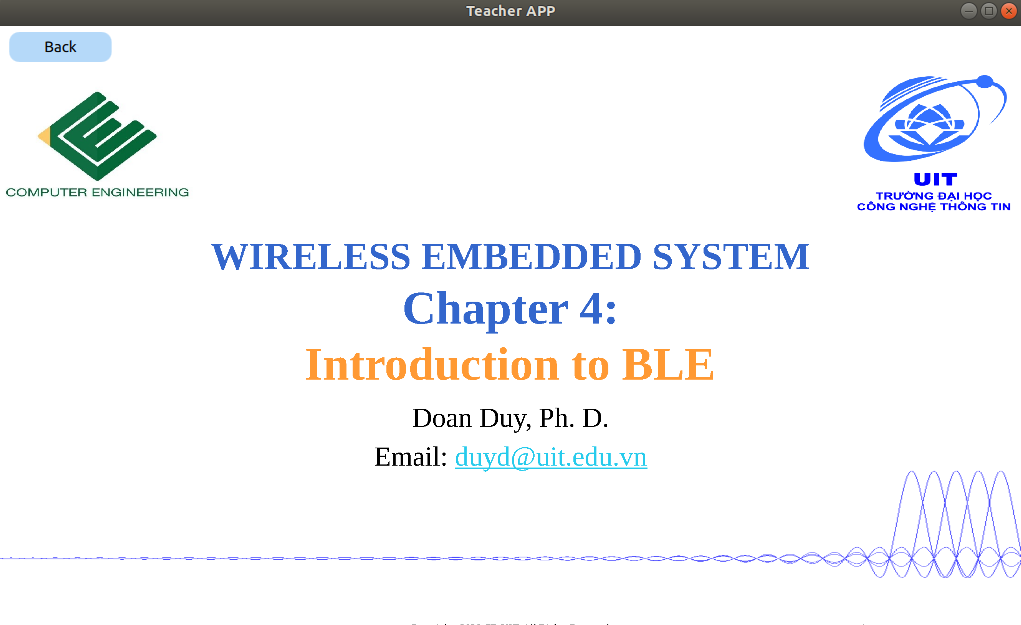 Teacher APP
Back
COMPUTER ENGINEERING
UIT
TRƯỜNG ĐẠI HỌC
CÔNG NGHỆ THÔNG TIN
WIRELESS EMBEDDED SYSTEM
Chapter 4:
Introduction to BLE
Doan Duy, Ph. D.
Email: duyd@uit.edu.vn